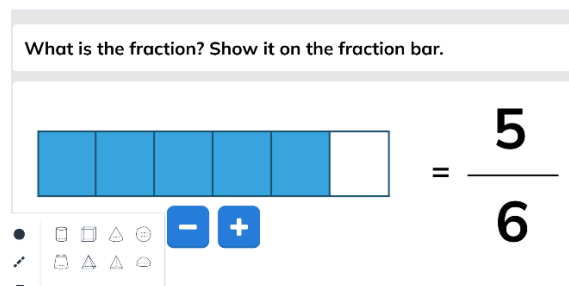 What is the fraction? Show it on the fraction bar.
5
=
6
- +